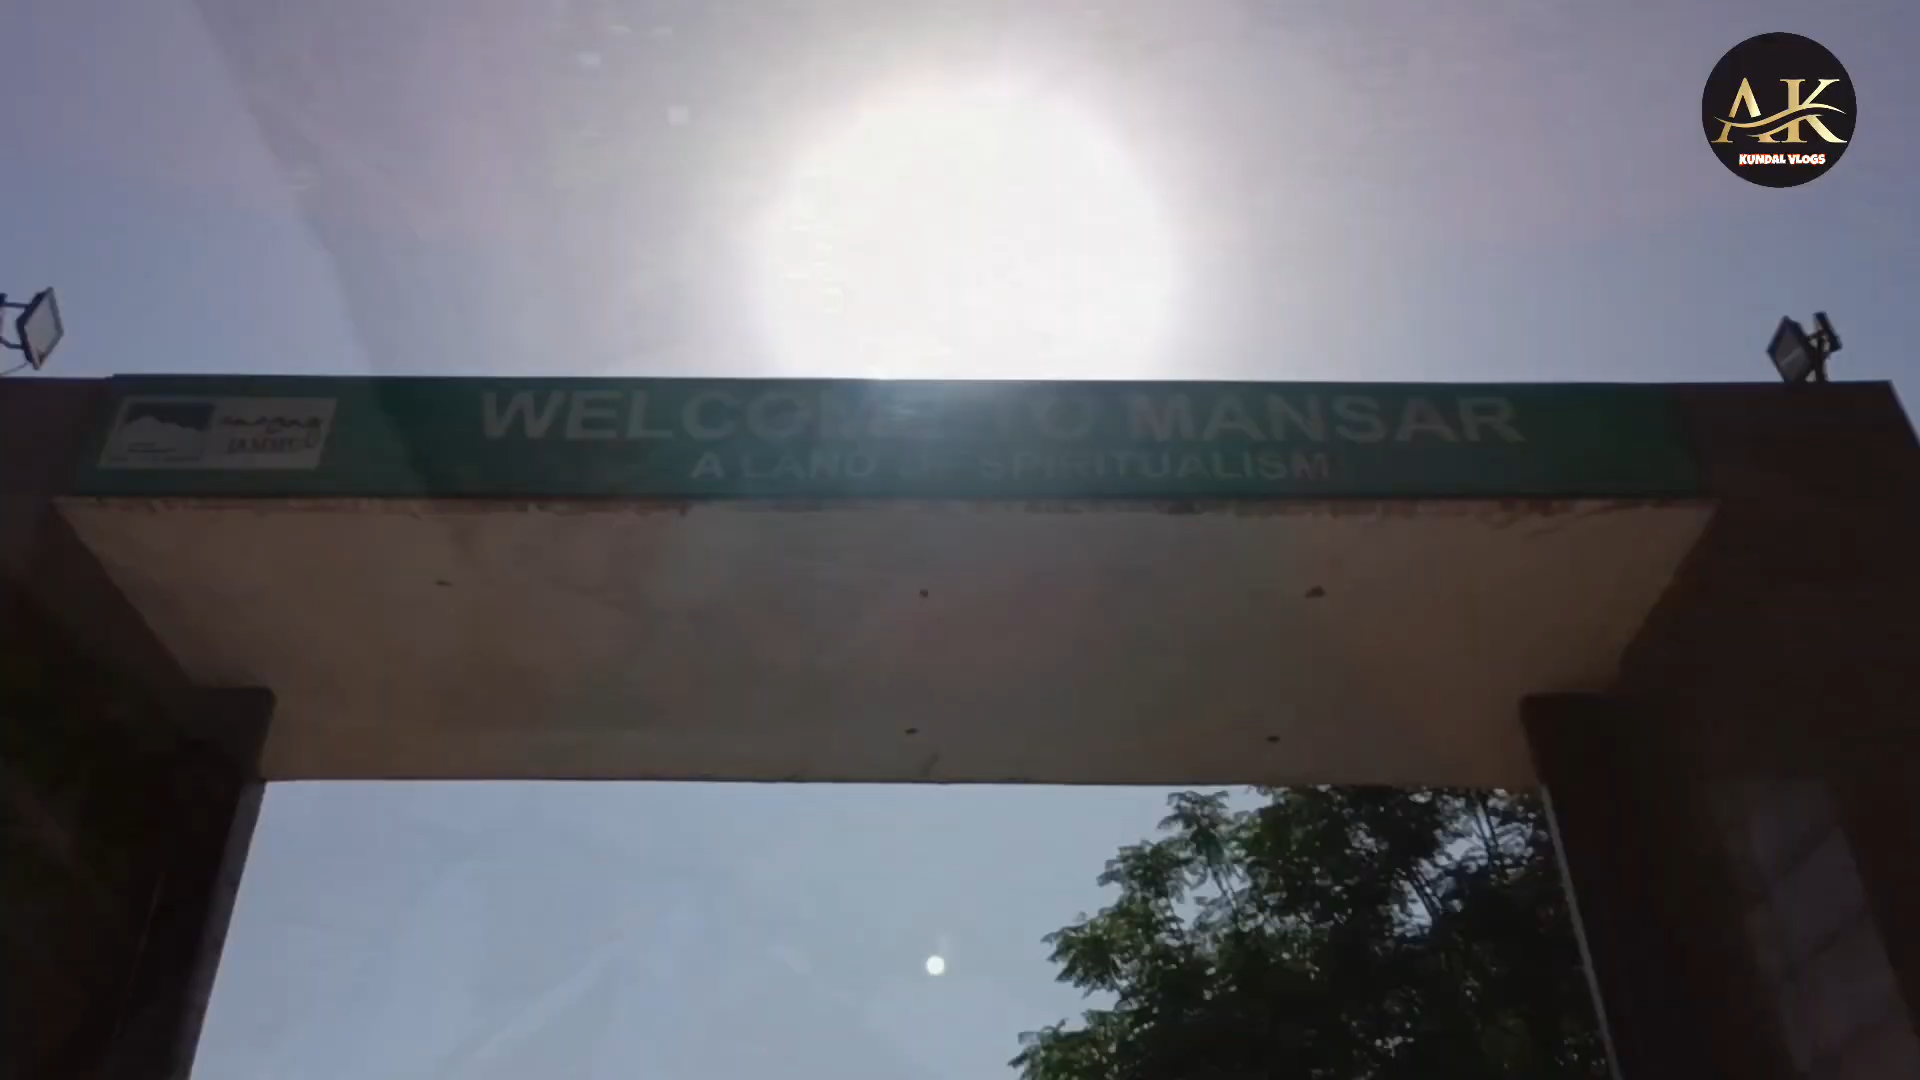 AK
KUNDAL VLOGS
WELCOME TO MANSAR
A LAND OF SPIRITUALISM
JAMMU